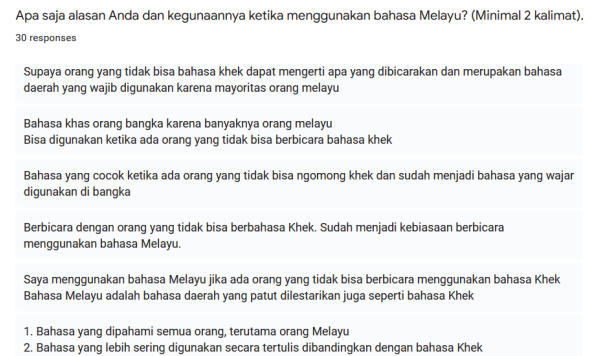 Apa saja alasan Anda dan kegunaannya ketika menggunakan bahasa Melayu? (Minimal 2 kalimat).
30 responses
Supaya orang yang tidak bisa bahasa khek dapat mengerti apa yang dibicarakan dan merupakan bahasa
daerah yang wajib digunakan karena mayoritas orang melayu
Bahasa khas orang bangka karena banyaknya orang melayu
Bisa digunakan ketika ada orang yang tidak bisa berbicara bahasa khek
Bahasa yang cocok ketika ada orang yang tidak bisa ngomong khek dan sudah menjadi bahasa yang wajar
digunakan di bangka
Berbicara dengan orang yang tidak bisa berbahasa Khek. Sudah menjadi kebiasaan berbicara
menggunakan bahasa Melayu.
Saya menggunakan bahasa Melayu jika ada orang yang tidak bisa berbicara menggunakan bahasa Khek
Bahasa Melayu adalah bahasa daerah yang patut dilestarikan juga seperti bahasa Khek
1. Bahasa yang dipahami semua orang, terutama orang Melayu
2. Bahasa yang lebih sering digunakan secara tertulis dibandingkan dengan bahasa Khek